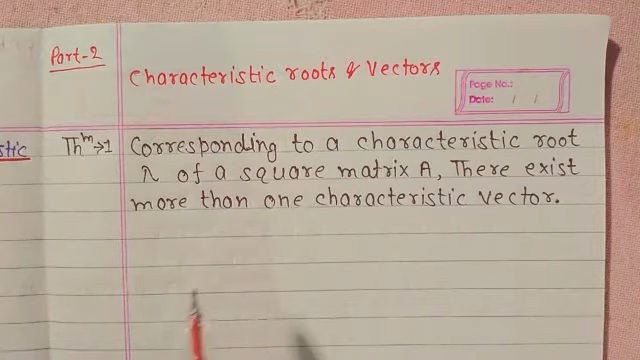 Part-2
Characteristic roots & Vectors
Page No.:
Date: / /
stic
Thm→1 Corresponding to a characteristic root
λ of a square matrix A, There exist
more than one characteristic vector.